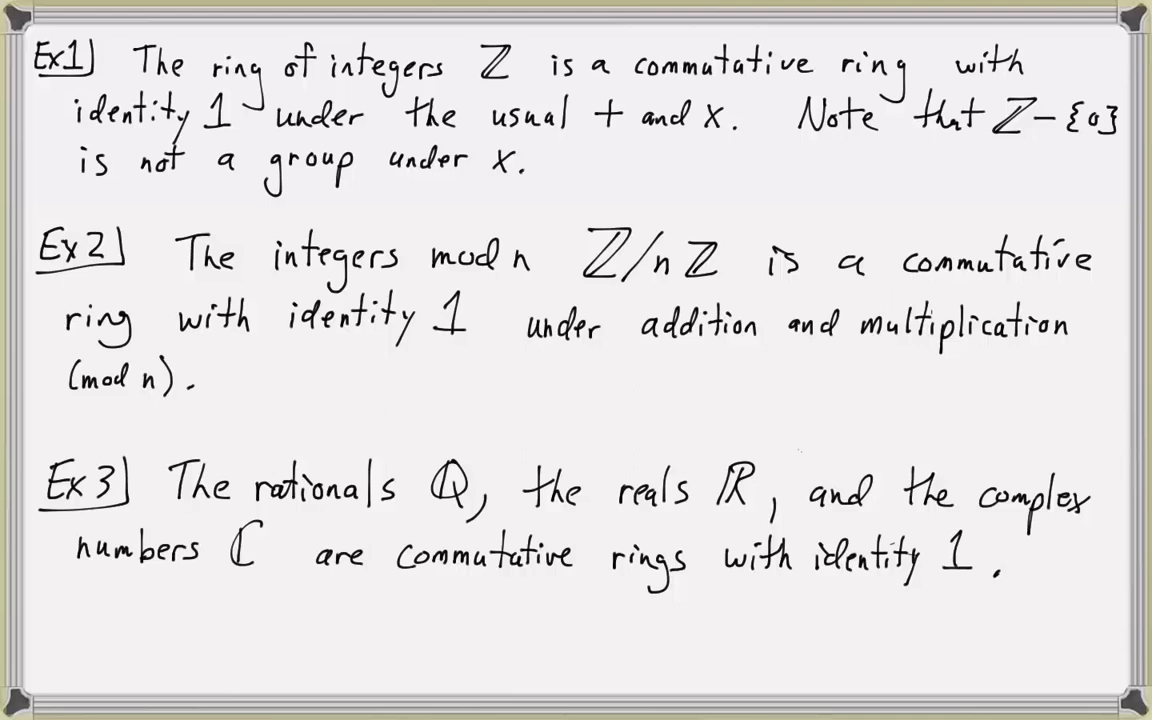 Ex1] The ring of integers ℤ is a commutative ring with
identity 1 under the usual + and x. Note that ℤ - {0}
is not a group under x.
Ex2] The integers mod n ℤ/nℤ is a commutative
ring with identity 1 under addition and multiplication
(mod n).
Ex3] The rationals ℚ, the reals ℝ, and the complex
numbers ℂ are commutative rings with identity 1.